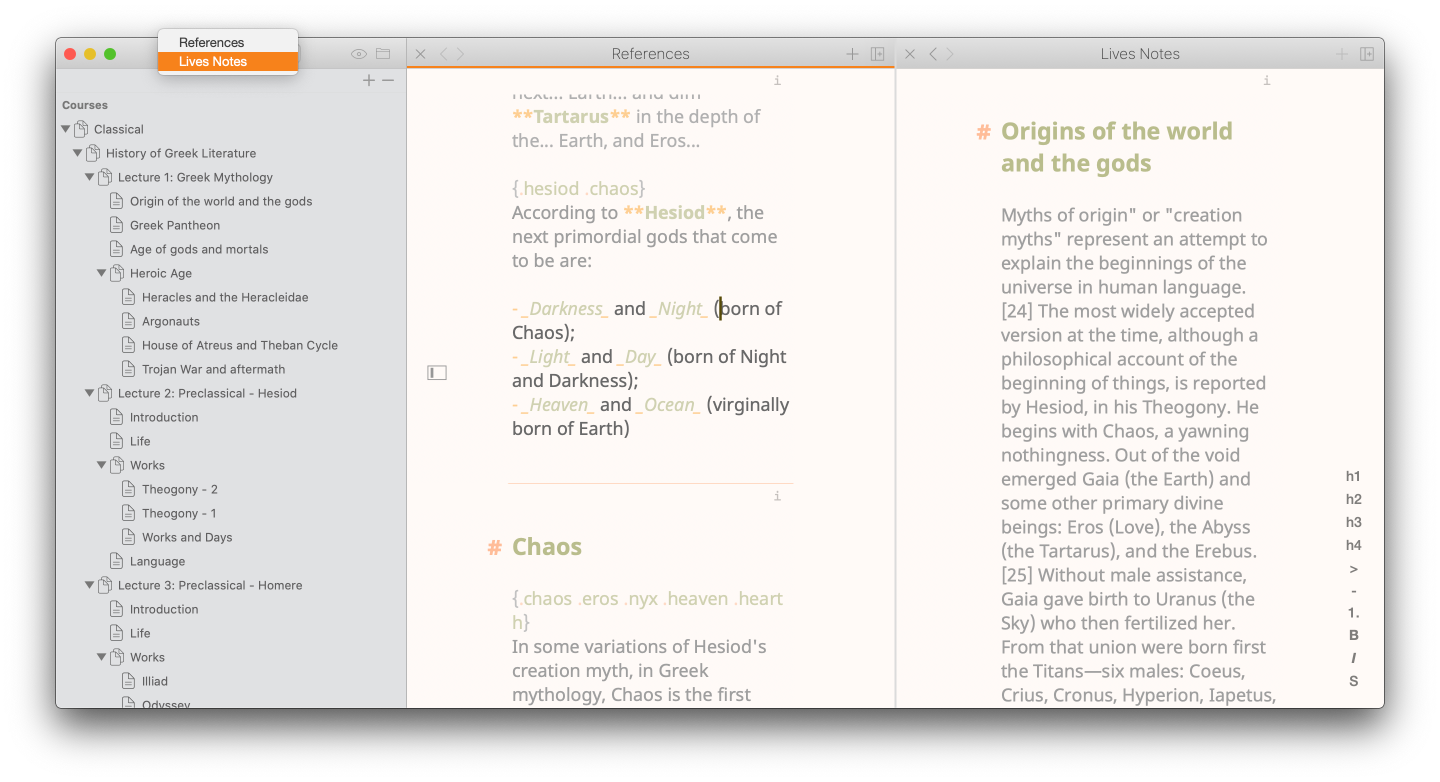 References
Lives Notes
Courses
Classical
History of Greek Literature
Lecture 1: Greek Mythology
Origin of the world and the gods
Greek Pantheon
Age of gods and mortals
Heroic Age
Heracles and the Heracleidae
Argonauts
House of Atreus and Theban Cycle
Trojan War and aftermath
Lecture 2: Preclassical - Hesiod
Introduction
Life
Works
Theogony - 2
Theogony - 1
Works and Days
Language
Lecture 3: Preclassical - Homere
Introduction
Life
Works
Illiad
Odyssey
References
i
next... Earth... and dim
**Tartarus** in the depth of
the... Earth, and Eros...
{.hesiod .chaos}
According to **Hesiod**, the
next primordial gods that come
to be are:
- _Darkness_ and _Night_ (born of
Chaos);
- _Light_ and _Day_ (born of Night
and Darkness);
- _Heaven_ and _Ocean_ (virginally
born of Earth)
i
# Chaos
{.chaos .eros .nyx .heaven .heart
h}
In some variations of Hesiod's
creation myth, in Greek
mythology, Chaos is the first
Lives Notes
i
# Origins of the world
and the gods
Myths of origin" or "creation
myths" represent an attempt to
explain the beginnings of the
universe in human language.
[24] The most widely accepted
version at the time, although a
philosophical account of the
beginning of things, is reported
by Hesiod, in his Theogony. He
begins with Chaos, a yawning
nothingness. Out of the void
emerged Gaia (the Earth) and
some other primary divine
beings: Eros (Love), the Abyss
(the Tartarus), and the Erebus.
[25] Without male assistance,
Gaia gave birth to Uranus (the
Sky) who then fertilized her.
From that union were born first
the Titans—six males: Coeus,
Crius, Cronus, Hyperion, Iapetus,
h1
h2
h3
h4
>
-
1.
B
I
S